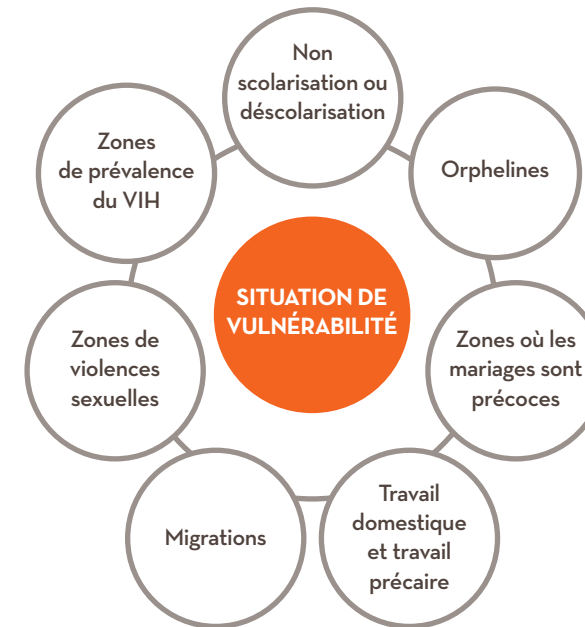 Non
scolarisation ou
déscolarisation
Orphelines
Zones où les
mariages sont
précoces
Travail
domestique
et travail
précaire
Migrations
Zones de
violences
sexuelles
Zones
de prévalence
du VIH
SITUATION DE
VULNÉRABILITÉ